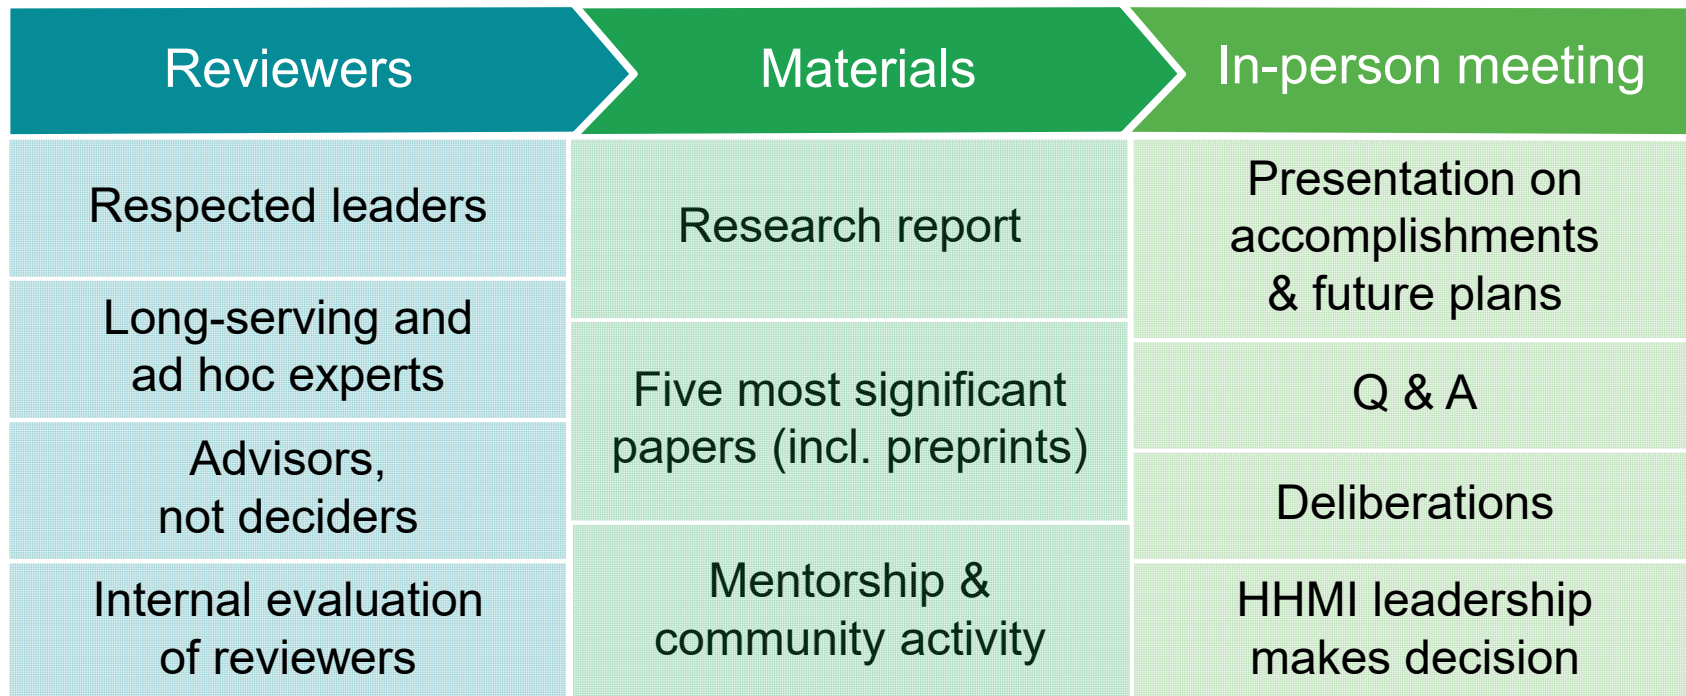 Reviewers
Respected leaders
Long-serving and
ad hoc experts
Advisors,
not deciders
Internal evaluation
of reviewers
Materials
Research report
Five most significant
papers (incl. preprints)
Mentorship &
community activity
In-person meeting
Presentation on
accomplishments
& future plans
Q & A
Deliberations
HHMI leadership
makes decision